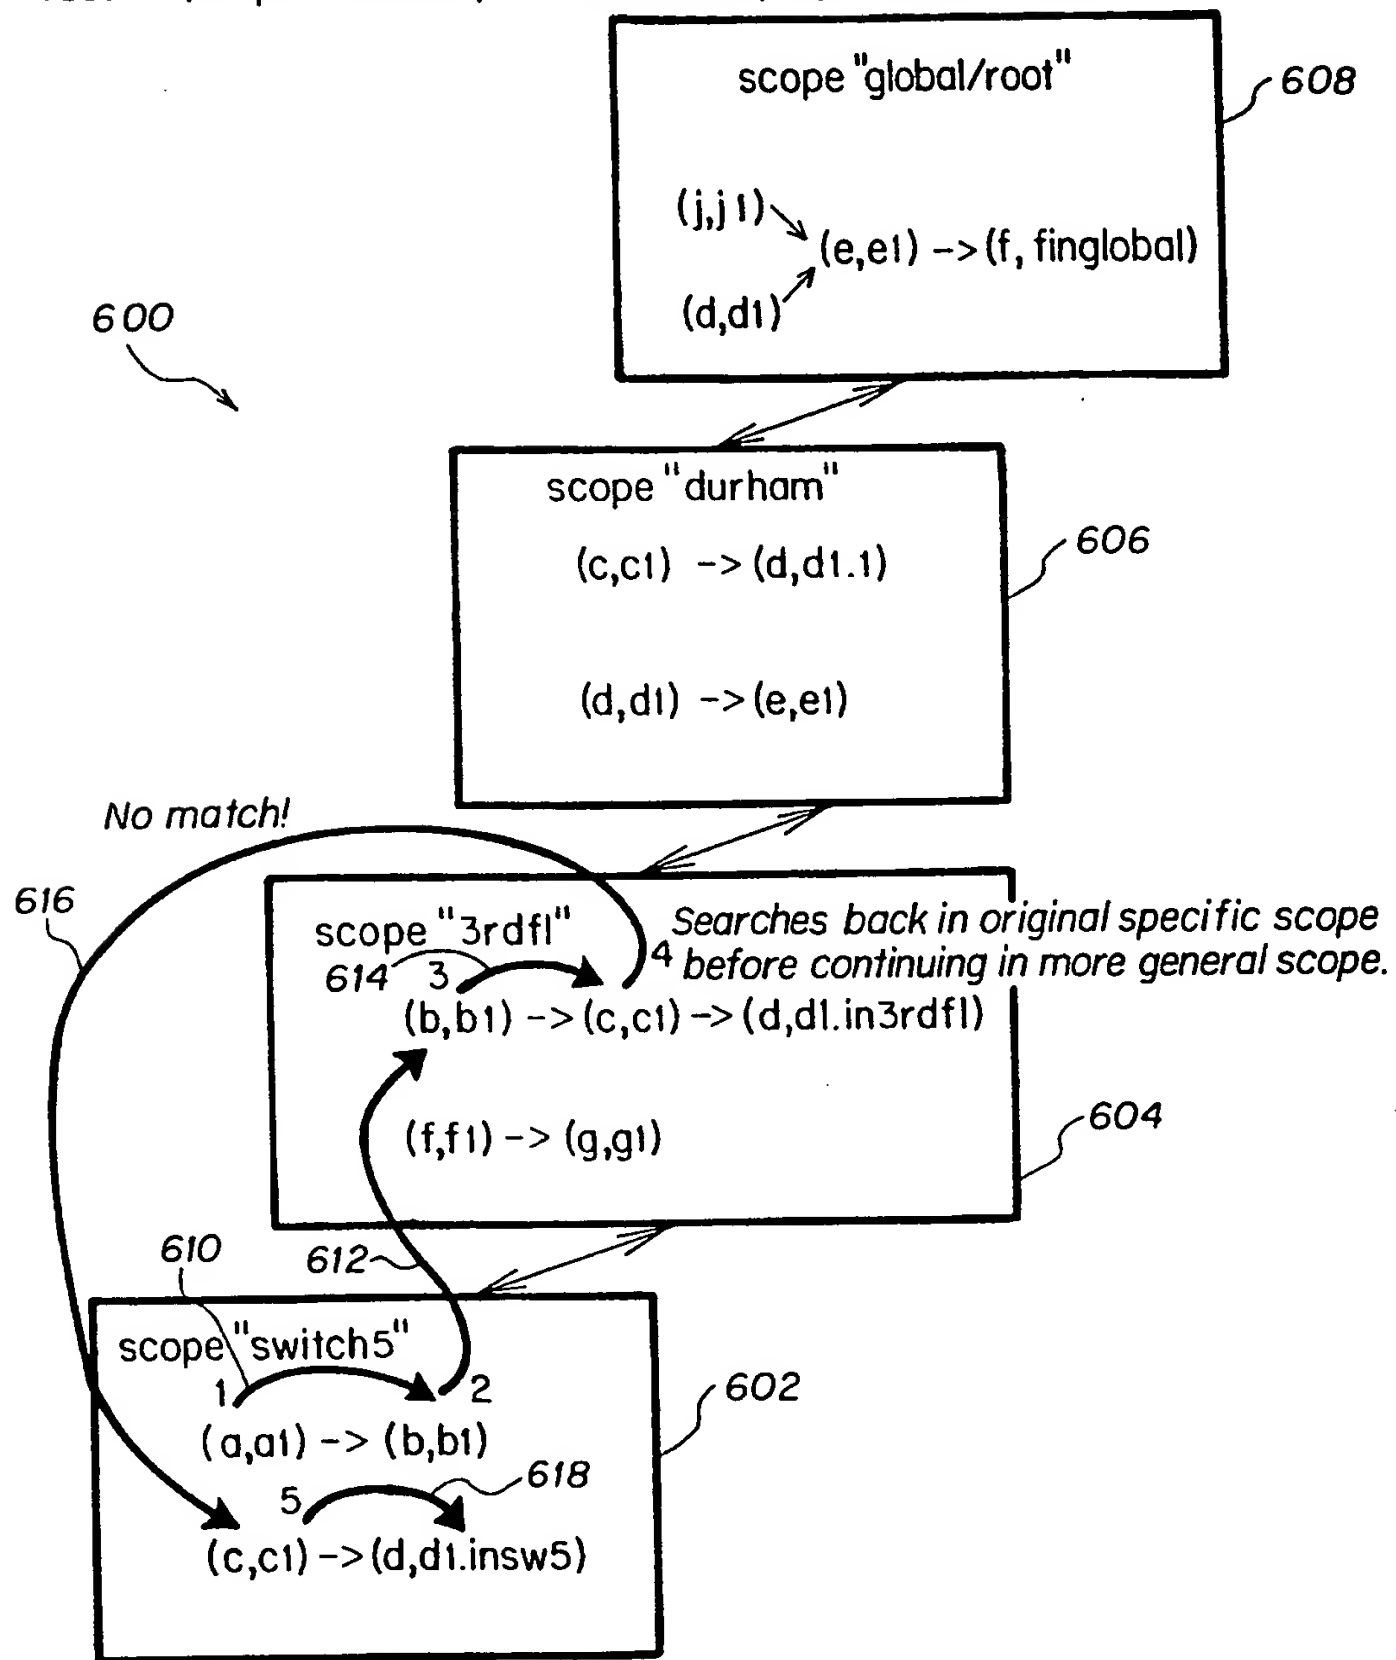 scope "global/root"
608
(j,j1)
(e,e1) -> (f, finglobal)
(d,d1)
600
scope "durham"
606
(c,c1) -> (d,d1.1)
(d,d1) -> (e,e1)
No match!
616
scope "3rdfl"
Searches back in original specific scope
before continuing in more general scope.
614 3
4
(b,b1) -> (c,c1) -> (d,d1.in3rdfl)
604
(f,f1) -> (g,g1)
610
612
scope "switch5"
1
2
602
(a,a1) -> (b,b1)
618
5
(c,c1) -> (d,d1.insw5)